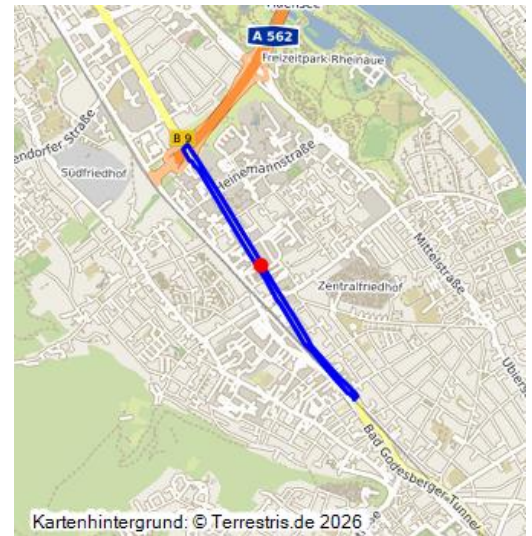 A 562
Freizeitpark Rheinaue
B 9
endorfer Straße
Südfriedhof
Heinemannstraße
Mittelstraße
Zentralfriedhof
Bad Godesberger-Tunnel
Kartenhintergrund: © Terrestris.de 2026